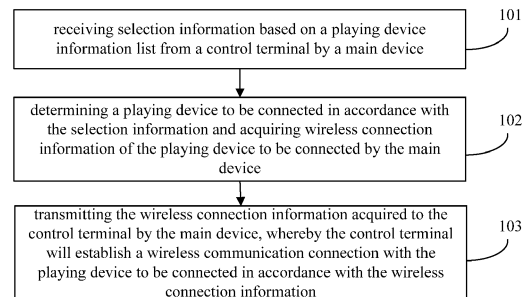 101
receiving selection information based on a playing device
information list from a control terminal by a main device
102
determining a playing device to be connected in accordance with
the selection information and acquiring wireless connection
information of the playing device to be connected by the main
device
103
transmitting the wireless connection information acquired to the
control terminal by the main device, whereby the control terminal
will establish a wireless communication connection with the
playing device to be connected in accordance with the wireless
connection information